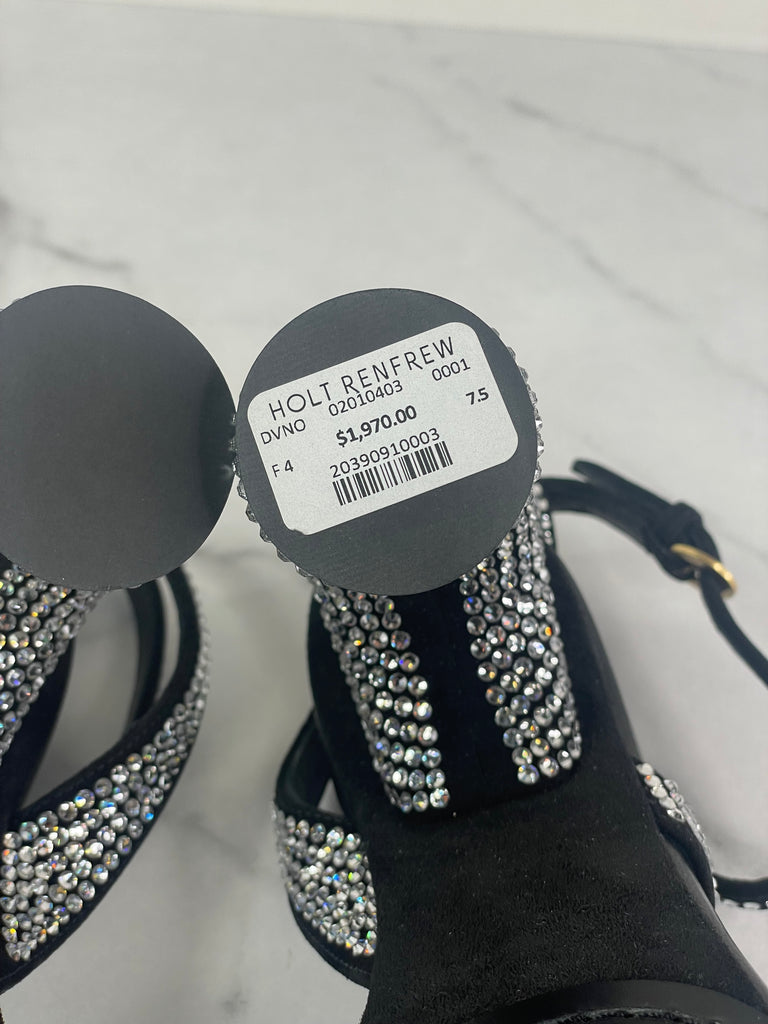 HOLT RENFREW
DVNO 02010403 0001
$1,970.00 7.5
F 4 20390910003